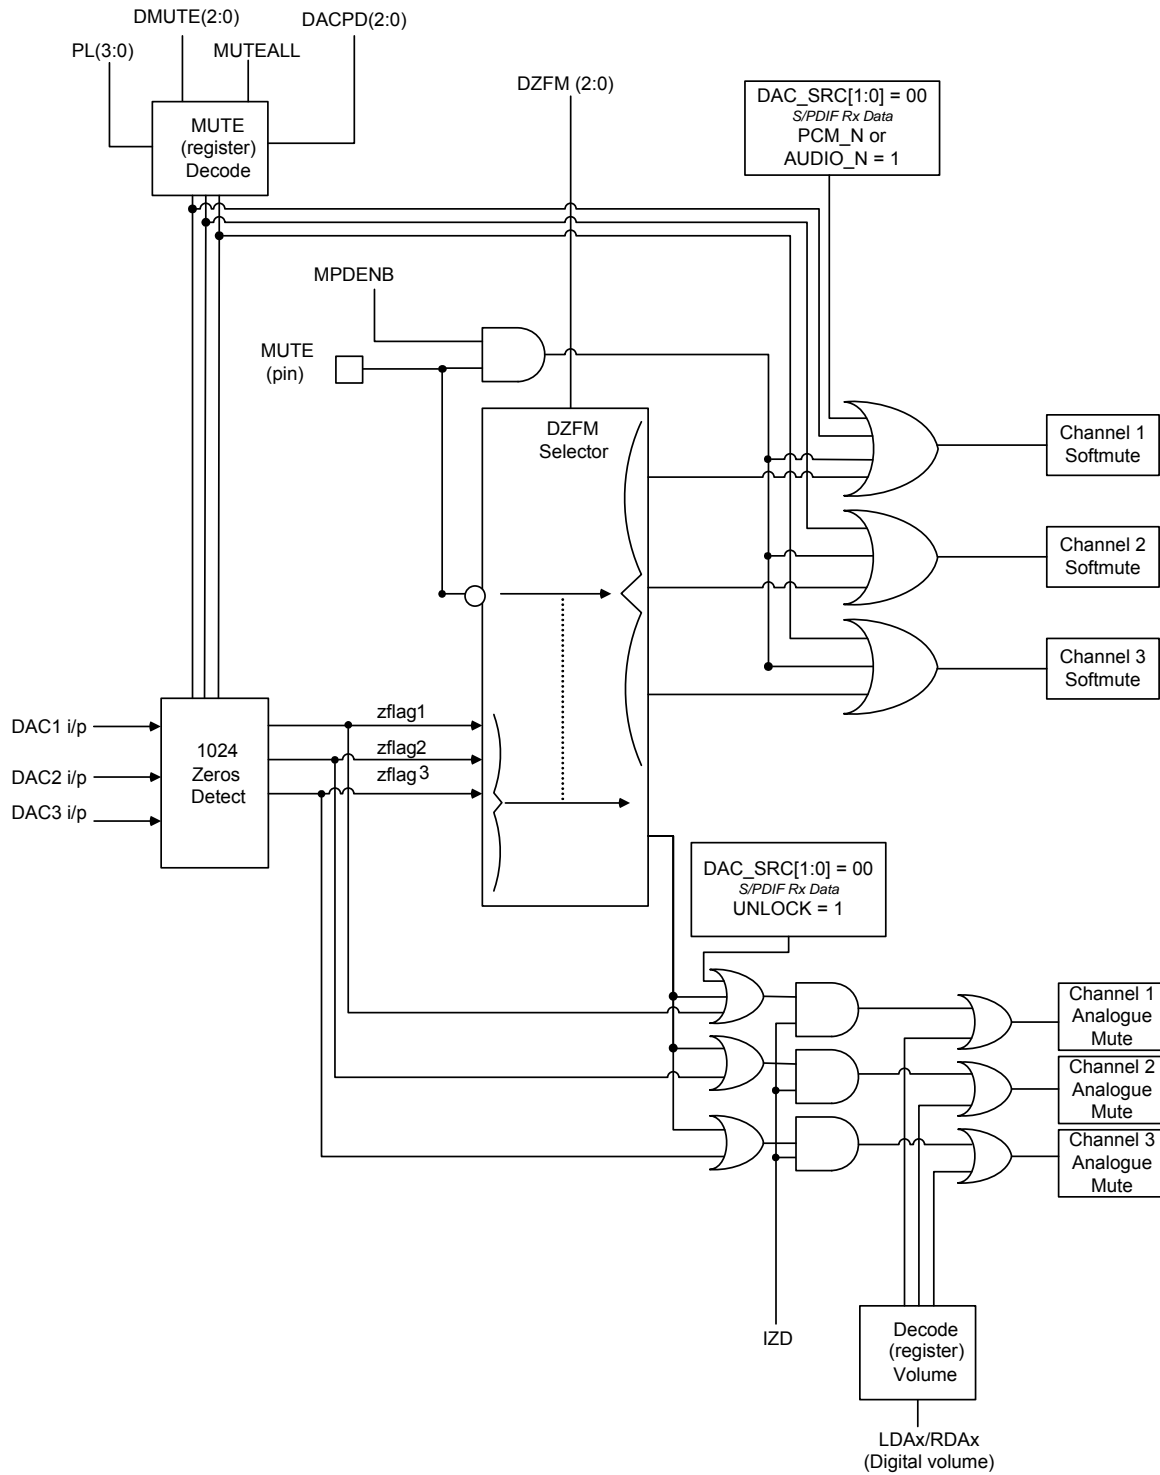 DMUTE(2:0)
DACPD(2:0)
PL(3:0)
MUTEALL
DZFM (2:0)
MUTE
(register)
Decode
DAC_SRC[1:0] = 00
S/PDIF Rx Data
PCM_N or
AUDIO_N = 1
MPDENB
MUTE
(pin)
DZFM
Selector
Channel 1
Softmute
Channel 2
Softmute
Channel 3
Softmute
DAC1 i/p
DAC2 i/p
DAC3 i/p
1024
Zeros
Detect
zflag1
zflag2
zflag3
DAC_SRC[1:0] = 00
S/PDIF Rx Data
UNLOCK = 1
Channel 1
Analogue
Mute
Channel 2
Analogue
Mute
Channel 3
Analogue
Mute
IZD
Decode
(register)
Volume
LDAx/RDAx
(Digital volume)